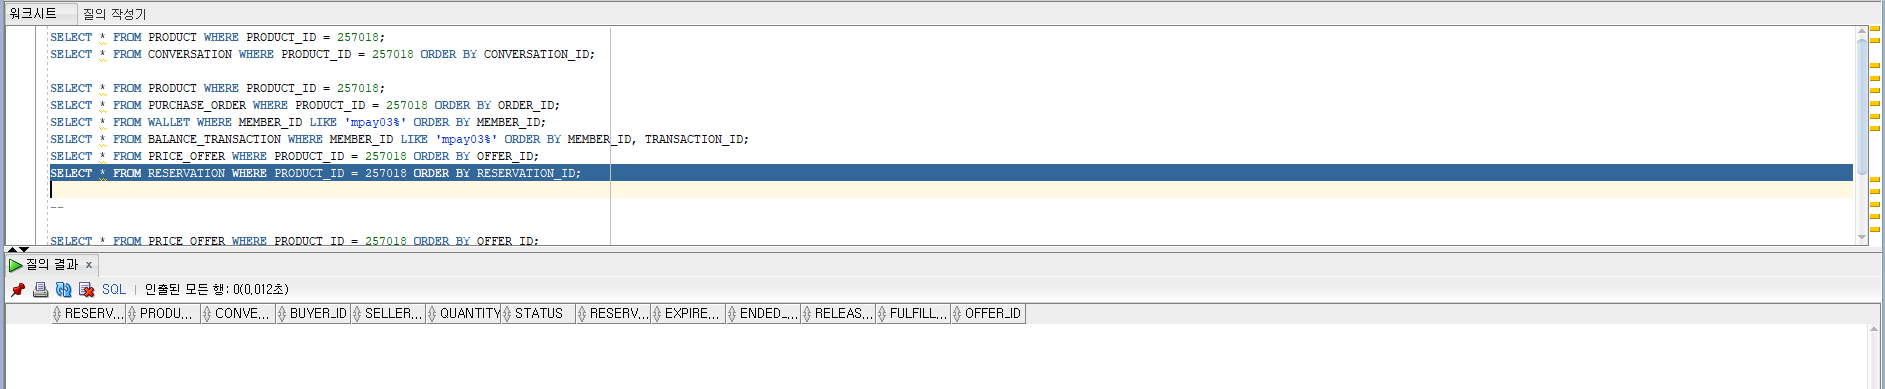 워크시트 질의 작성기
SELECT * FROM PRODUCT WHERE PRODUCT_ID = 257018;
SELECT * FROM CONVERSATION WHERE PRODUCT_ID = 257018 ORDER BY CONVERSATION_ID;
SELECT * FROM PRODUCT WHERE PRODUCT_ID = 257018;
SELECT * FROM PURCHASE_ORDER WHERE PRODUCT_ID = 257018 ORDER BY ORDER_ID;
SELECT * FROM WALLET WHERE MEMBER_ID LIKE 'mpay03%' ORDER BY MEMBER_ID;
SELECT * FROM BALANCE_TRANSACTION WHERE MEMBER_ID LIKE 'mpay03%' ORDER BY MEMBER_ID, TRANSACTION_ID;
SELECT * FROM PRICE_OFFER WHERE PRODUCT_ID = 257018 ORDER BY OFFER_ID;
SELECT * FROM RESERVATION WHERE PRODUCT_ID = 257018 ORDER BY RESERVATION_ID;
--
SELECT * FROM PRICE_OFFER WHERE PRODUCT_ID = 257018 ORDER BY OFFER_ID;
질의 결과 x
SQL | 인출된 모든 행: 0(0,012초)
RESERV... PRODU... CONVE... BUYER_ID SELLER... QUANTITY STATUS RESERV... EXPIRE... ENDED_... RELEAS... FULFILL... OFFER_ID